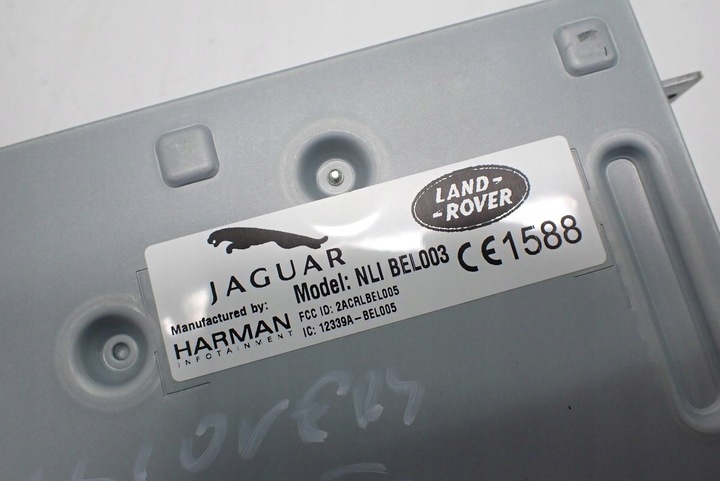 LAND-
-ROVER
JAGUAR
Model: NLI BEL003
CE1588
Manufactured by:
HARMAN
INFOTAINMENT
FCC ID: 2ACRLBEL005
IC: 12339A-BEL005